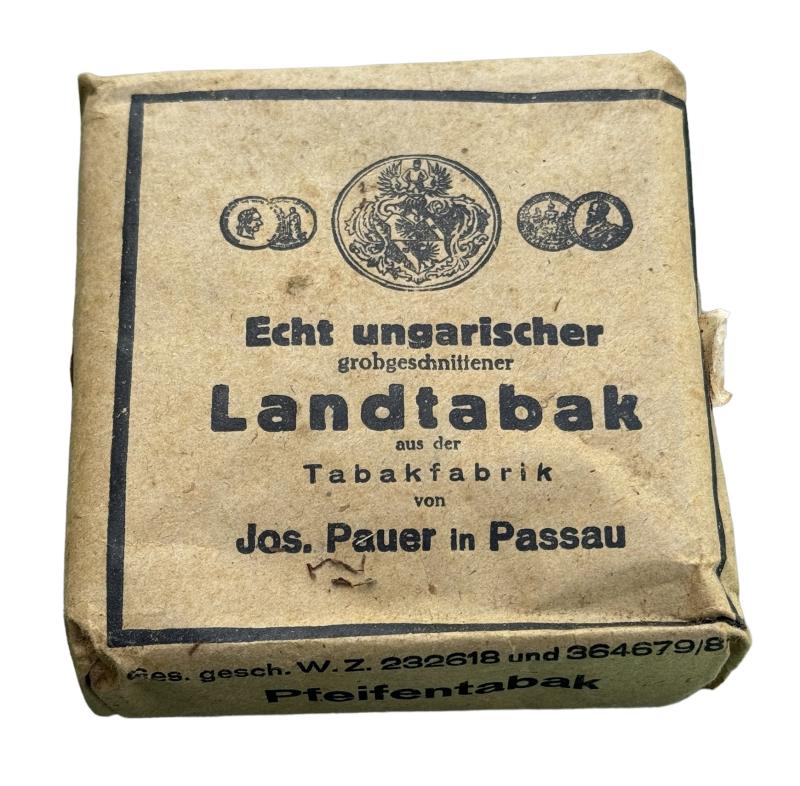 Echt ungarischer
grobgeschnittener
Landtabak
aus der
Tabakfabrik
von
Jos. Pauer in Passau
Ges. gesch. W. Z. 232618 und 364679/8
Pfeifentabak